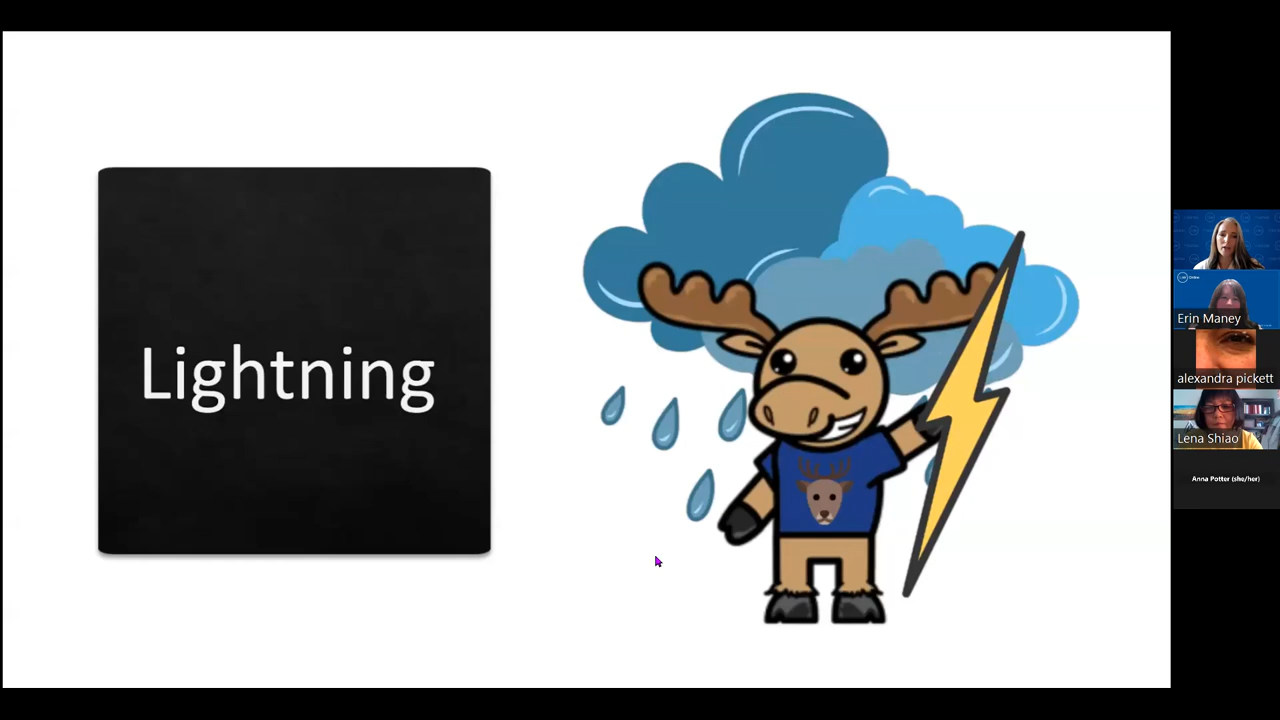 Lightning
Erin Maney
alexandra pickett
Lena Shiao
Anna Potter (she/her)